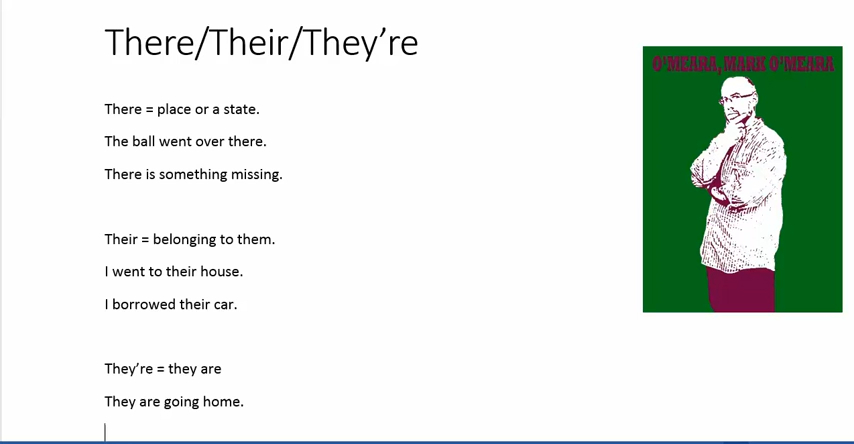 There/Their/They’re
O'MEARA, MARK O'MEARA
There = place or a state.
The ball went over there.
There is something missing.
Their = belonging to them.
I went to their house.
I borrowed their car.
They’re = they are
They are going home.